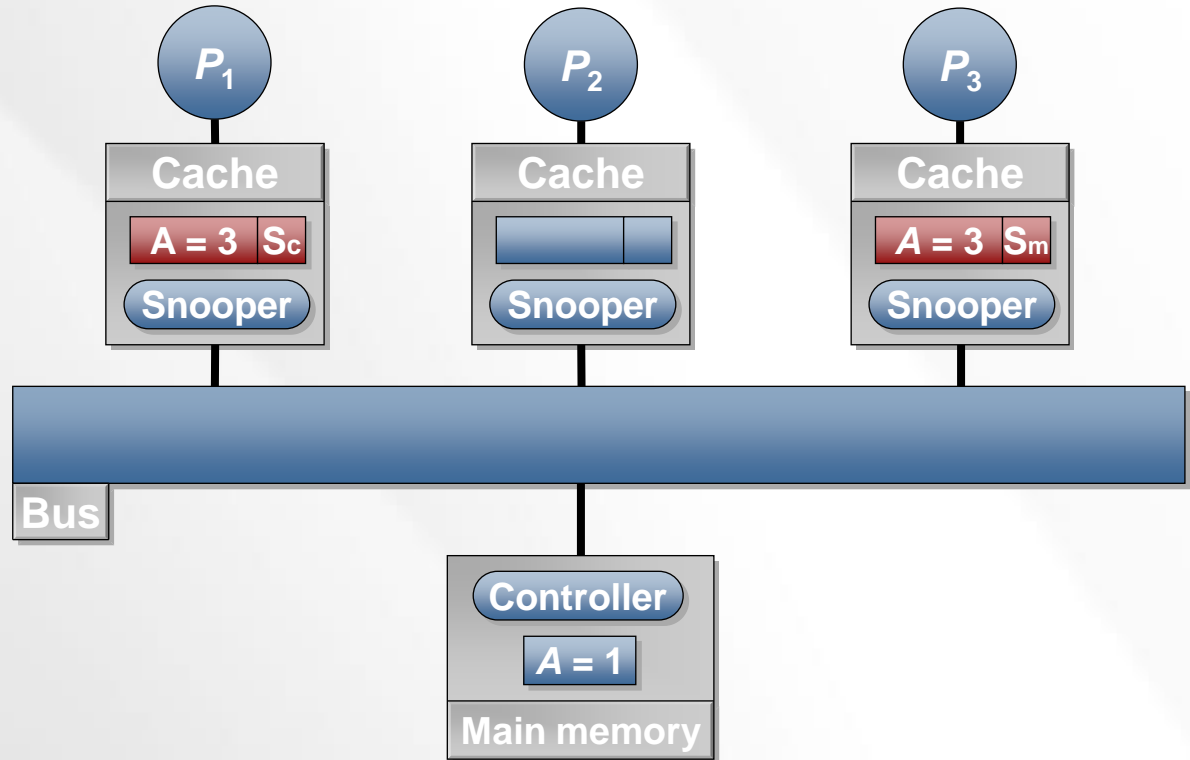 P1 P2 P3
Cache Cache Cache
A = 3 Sc A = 3 Sm
Snooper Snooper Snooper
Bus
Controller
A = 1
Main memory